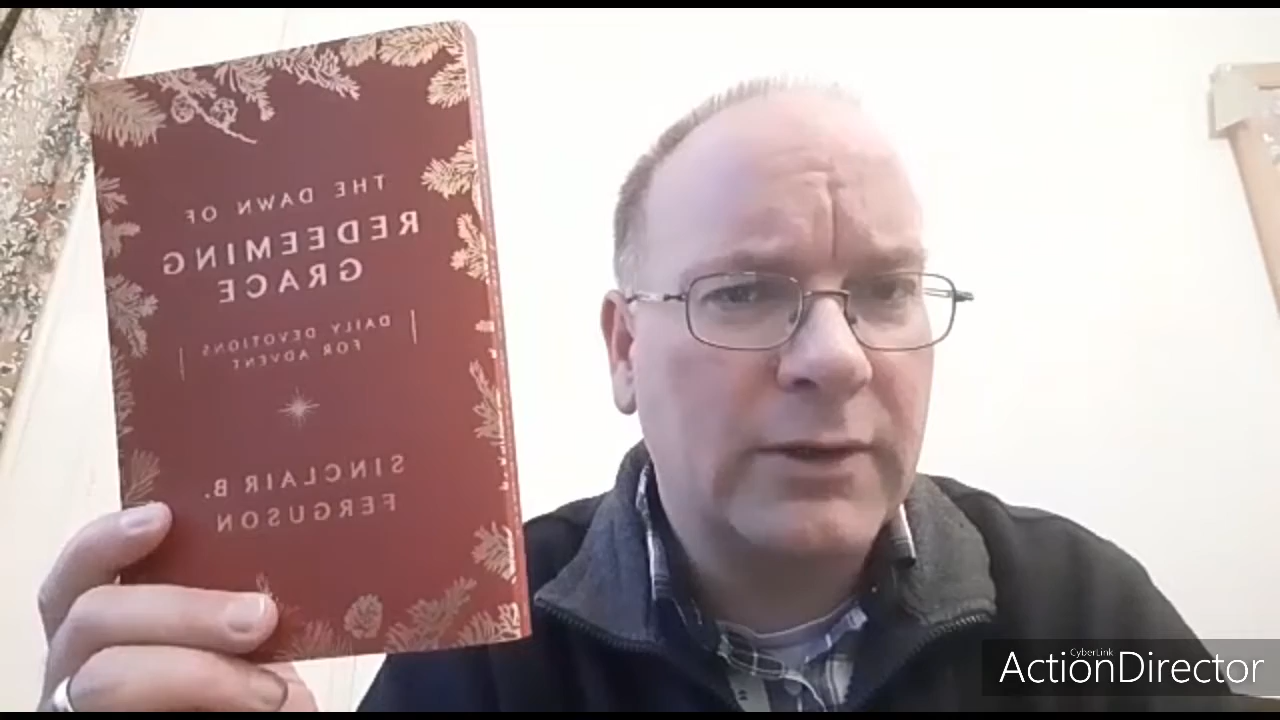 THE DAWN OF
REDEEMING
GRACE
DAILY DEVOTIONS
FOR ADVENT
SINCLAIR B.
FERGUSON
CyberLink
ActionDirector